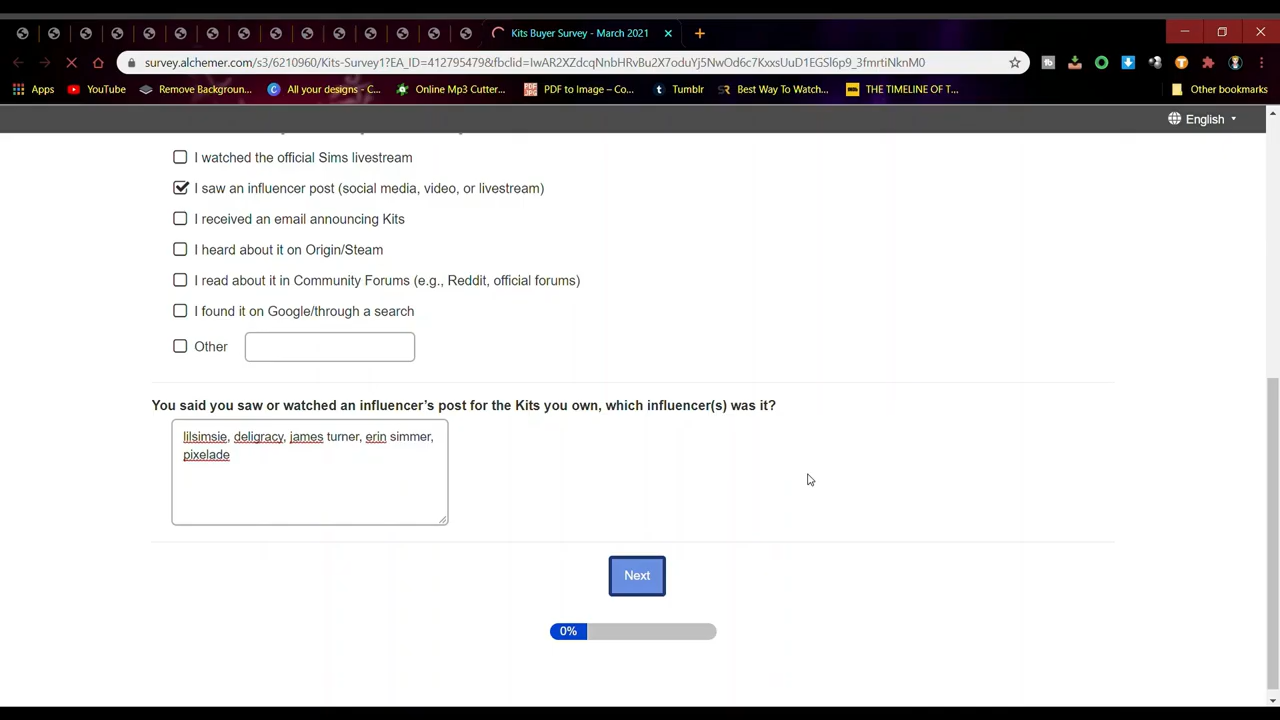 Kits Buyer Survey - March 2021
survey.alchemer.com/s3/6210960/Kits-Survey1?EA_ID=412795479&fbclid=IwAR2XZdcqNnbHRvBu2X7oduYj5NwOd6c7KxxsUuD1EGSl6p9_3fmrtiNknM0
Apps YouTube Remove Backgroun... All your designs - C... Online Mp3 Cutter... PDF to Image – Co... Tumblr Best Way To Watch... THE TIMELINE OF T... Other bookmarks
English
I watched the official Sims livestream
I saw an influencer post (social media, video, or livestream)
I received an email announcing Kits
I heard about it on Origin/Steam
I read about it in Community Forums (e.g., Reddit, official forums)
I found it on Google/through a search
Other
You said you saw or watched an influencer's post for the Kits you own, which influencer(s) was it?
lilsimsie, deligracy, james turner, erin simmer,
pixelade
Next
0%